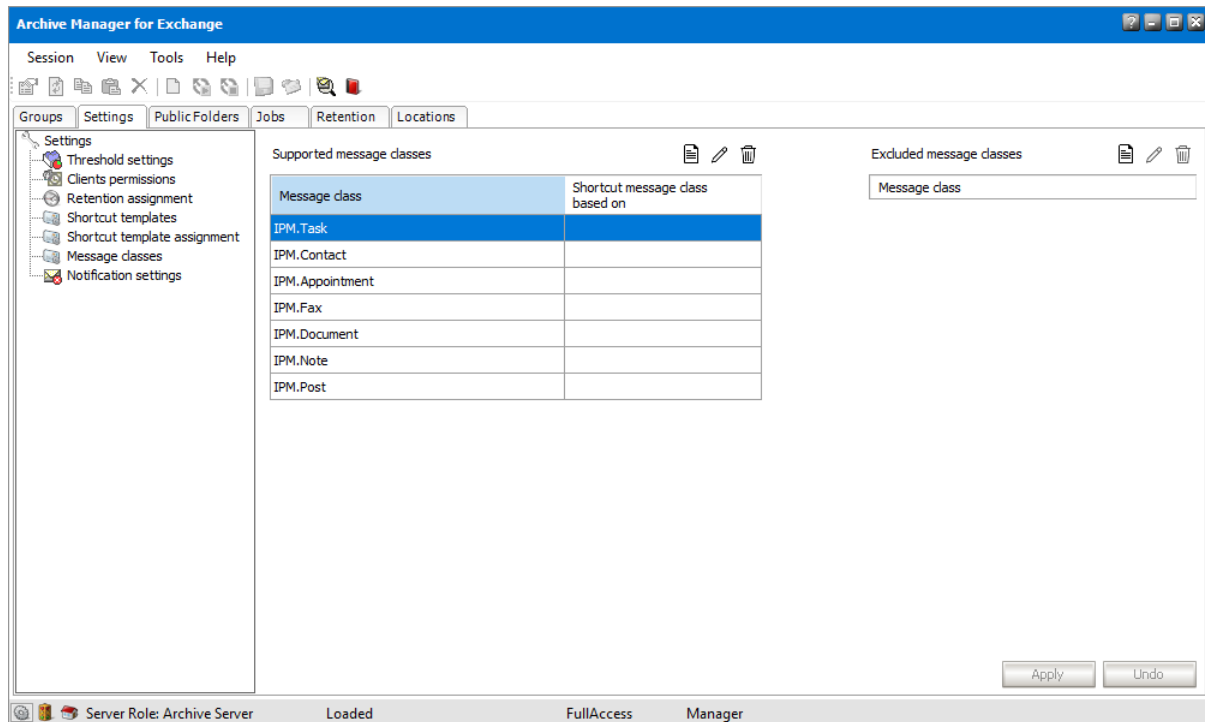 Archive Manager for Exchange
Session View Tools Help
Groups Settings PublicFolders Jobs Retention Locations
Settings
Threshold settings
Clients permissions
Retention assignment
Shortcut templates
Shortcut template assignment
Message classes
Notification settings
Supported message classes
Message class Shortcut message class
based on
IPM.Task
IPM.Contact
IPM.Appointment
IPM.Fax
IPM.Document
IPM.Note
IPM.Post
Excluded message classes
Message class
Apply Undo
Server Role: Archive Server Loaded FullAccess Manager